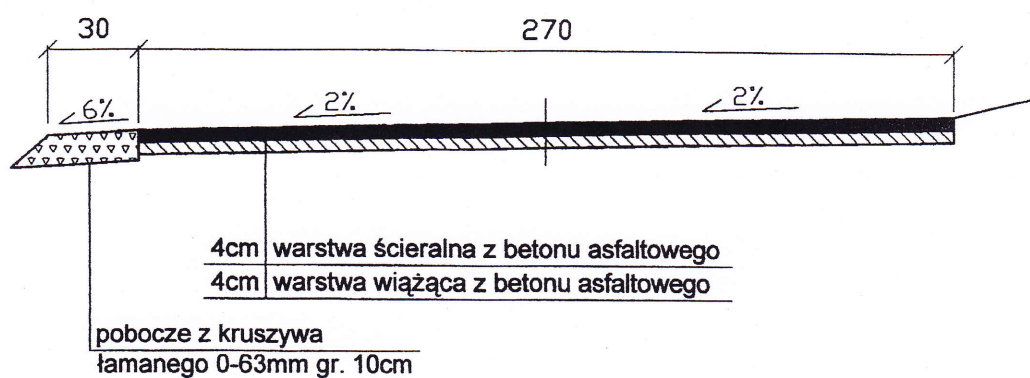 30 270
6% 2% 2%
4cm warstwa ścieralna z betonu asfaltowego
4cm warstwa wiążąca z betonu asfaltowego
pobocze z kruszywa
łamanego 0-63mm gr. 10cm